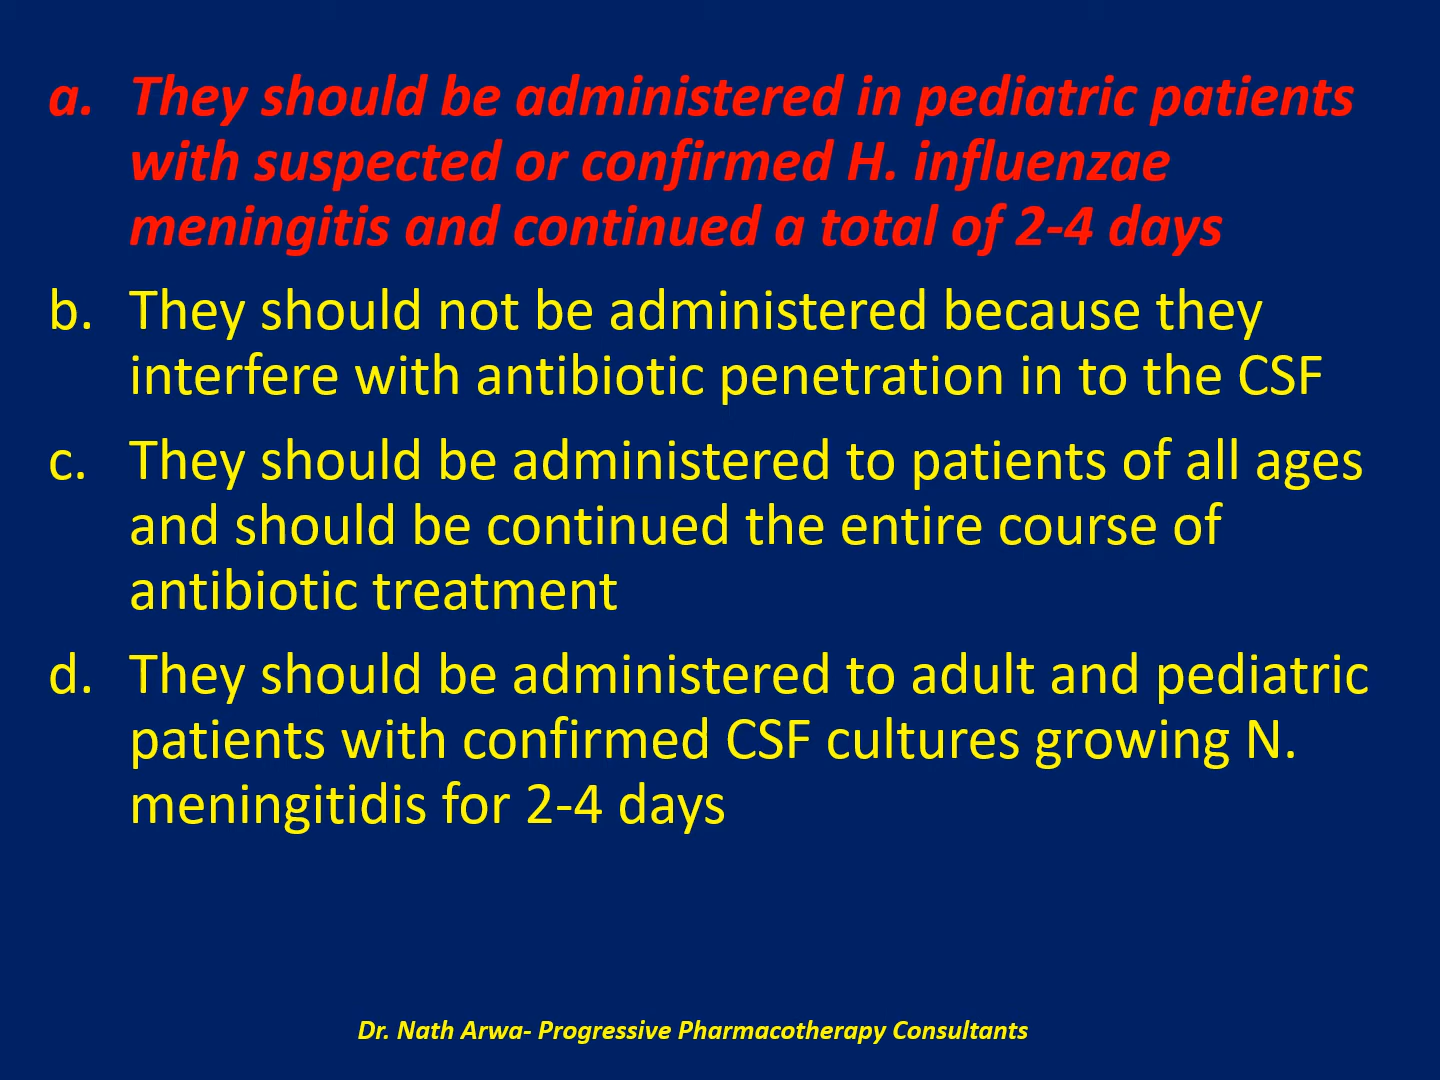 a. They should be administered in pediatric patients
with suspected or confirmed H. influenzae
meningitis and continued a total of 2-4 days
b. They should not be administered because they
interfere with antibiotic penetration in to the CSF
c. They should be administered to patients of all ages
and should be continued the entire course of
antibiotic treatment
d. They should be administered to adult and pediatric
patients with confirmed CSF cultures growing N.
meningitidis for 2-4 days
Dr. Nath Arwa- Progressive Pharmacotherapy Consultants